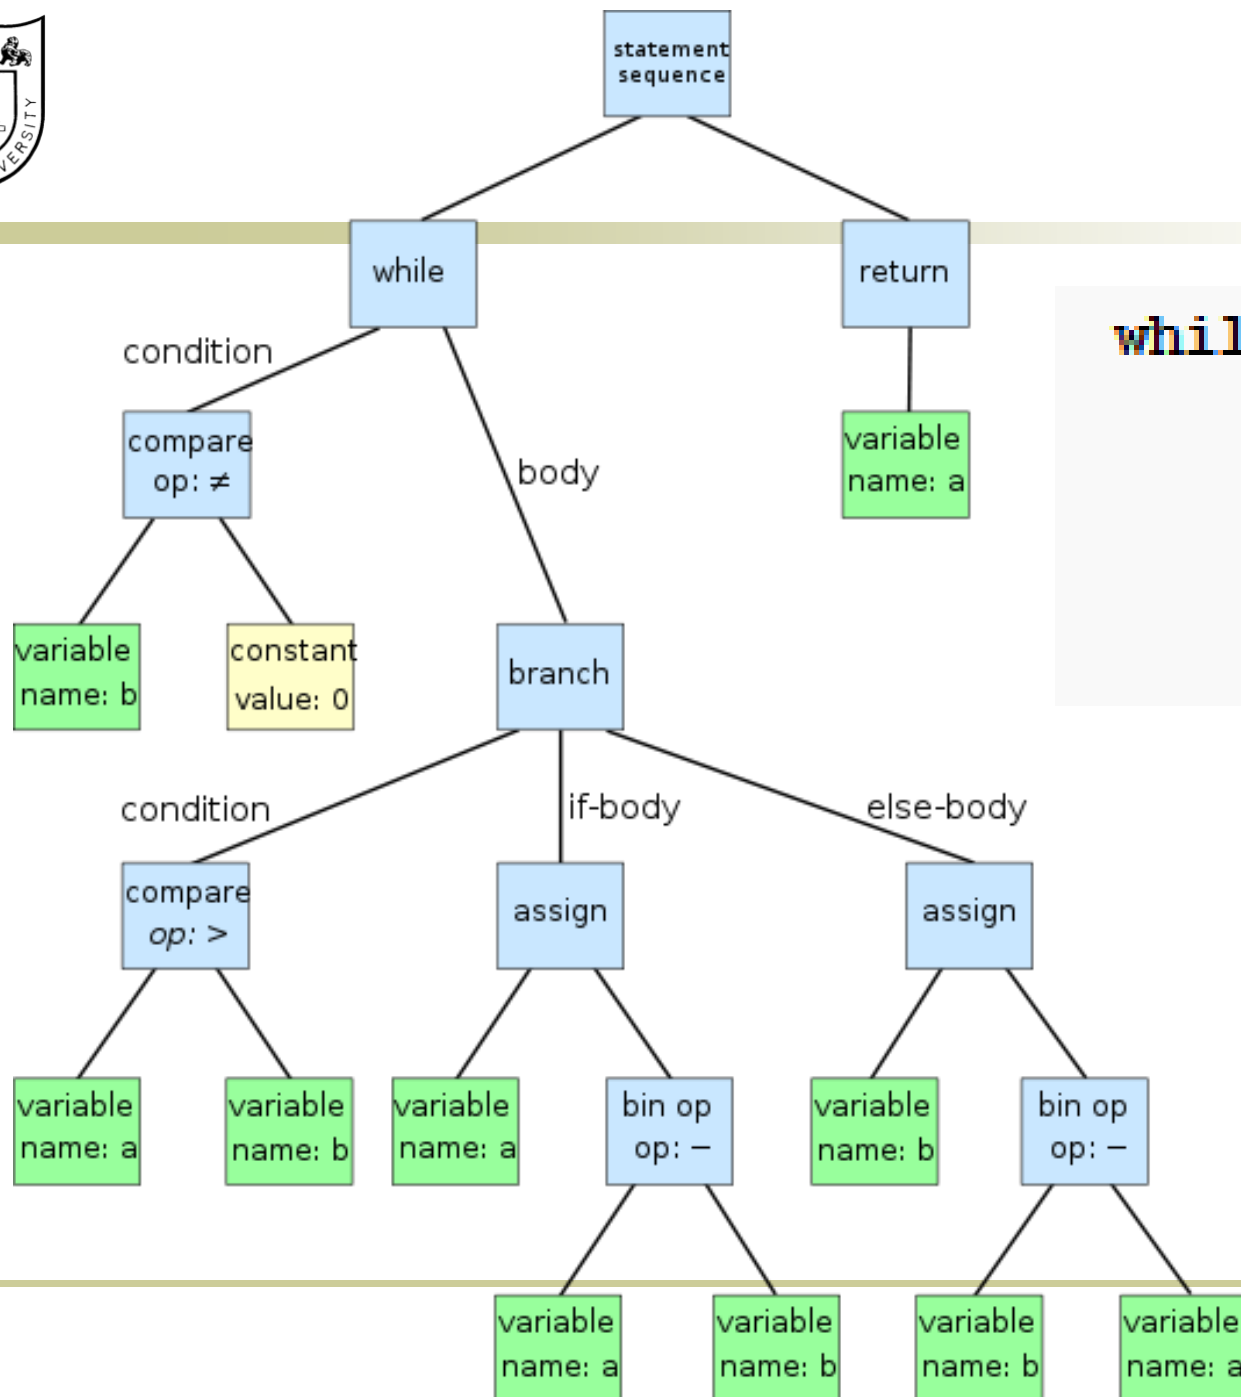 VERSITY
statement
sequence
while
return
whil
condition
body
compare
op: ≠
variable
name: a
variable
name: b
constant
value: 0
branch
condition
if-body
else-body
compare
op: >
assign
assign
variable
name: a
variable
name: b
variable
name: a
bin op
op: −
variable
name: b
bin op
op: −
variable
name: a
variable
name: b
variable
name: b
variable
name: a